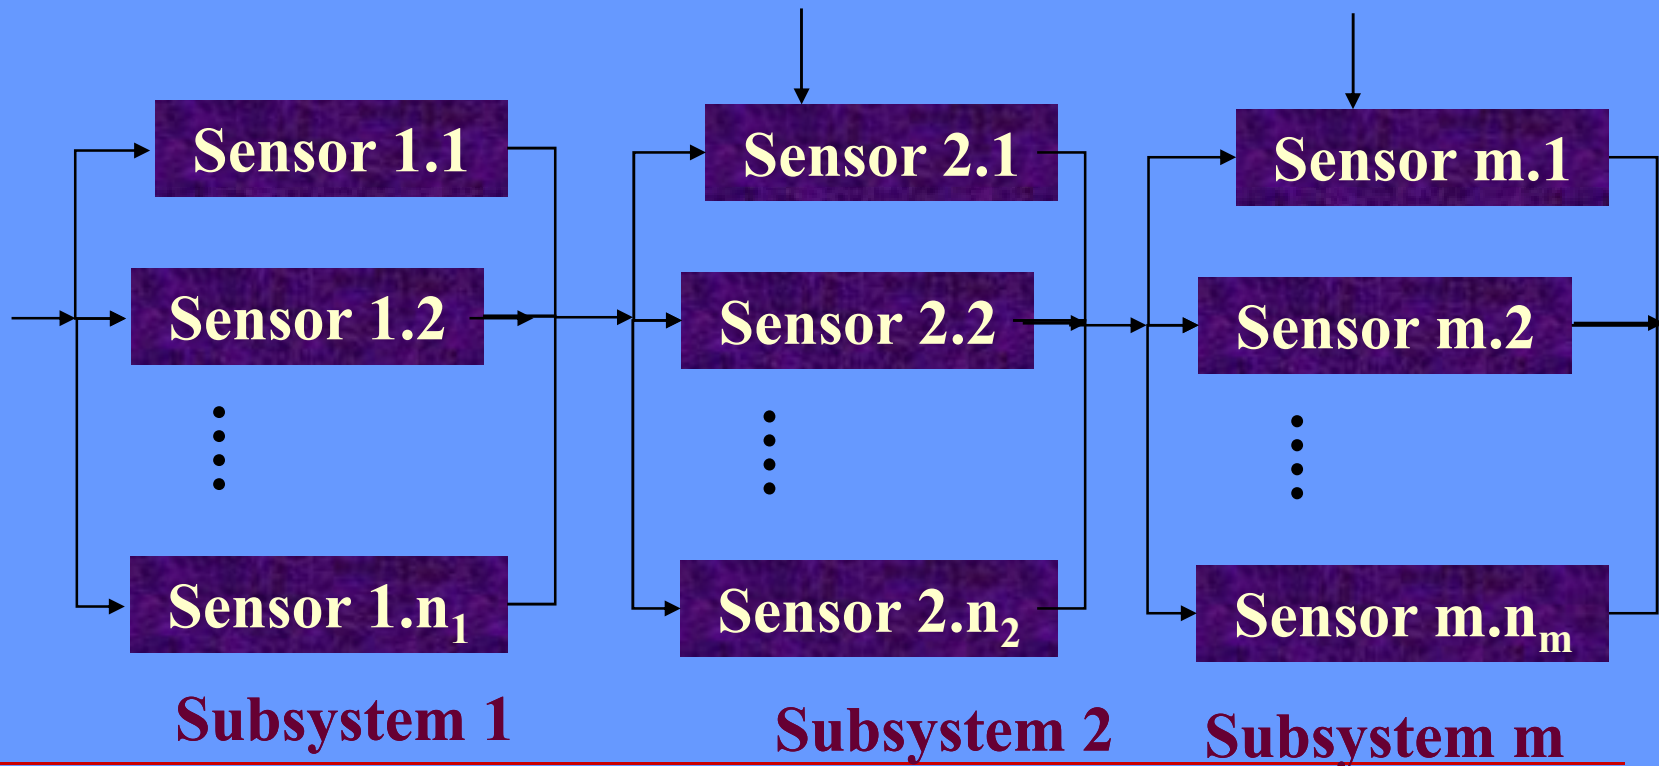 Sensor 1.1
Sensor 2.1
Sensor m.1
Sensor 1.2
Sensor 2.2
Sensor m.2
Sensor 1.n₁
Sensor 2.n₂
Sensor m.nₘ
Subsystem 1
Subsystem 2
Subsystem m